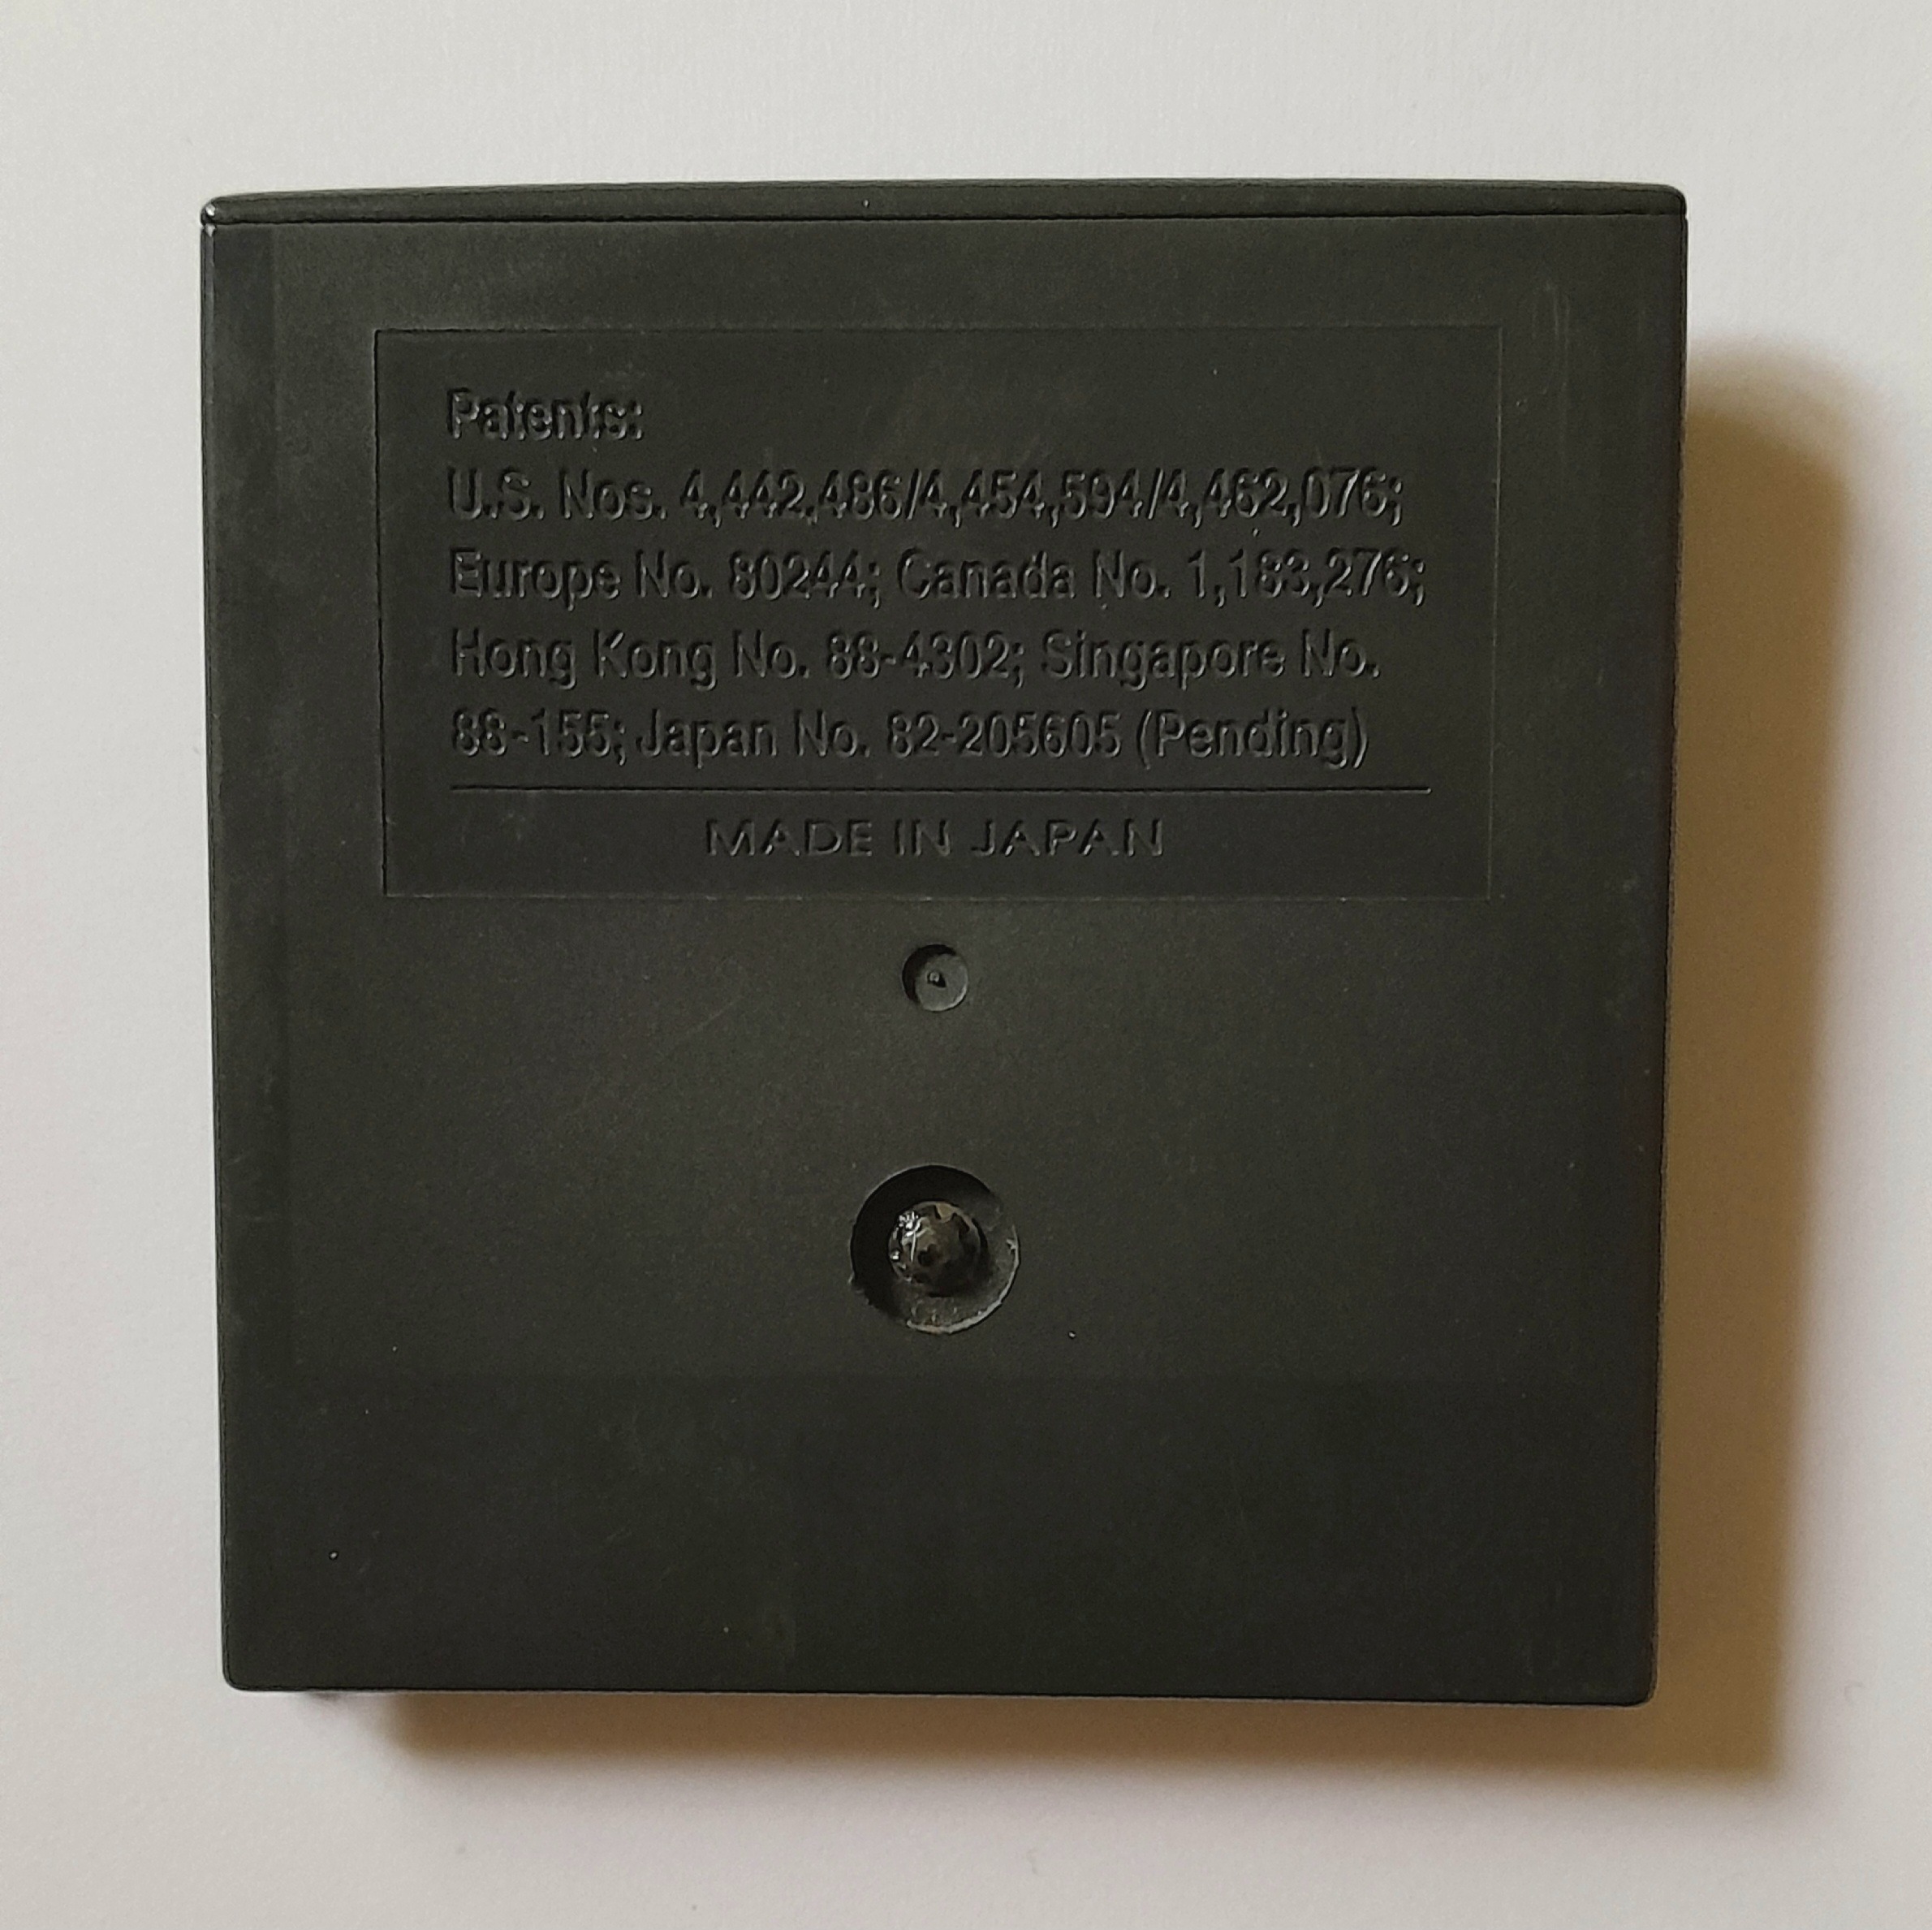 Patents:
U.S. Nos. 4,442,486/4,454,594/4,462,076;
Europe No. 80244; Canada No. 1,183,276;
Hong Kong No. 88-4302; Singapore No.
88-155; Japan No. 82-205605 (Pending)
MADE IN JAPAN